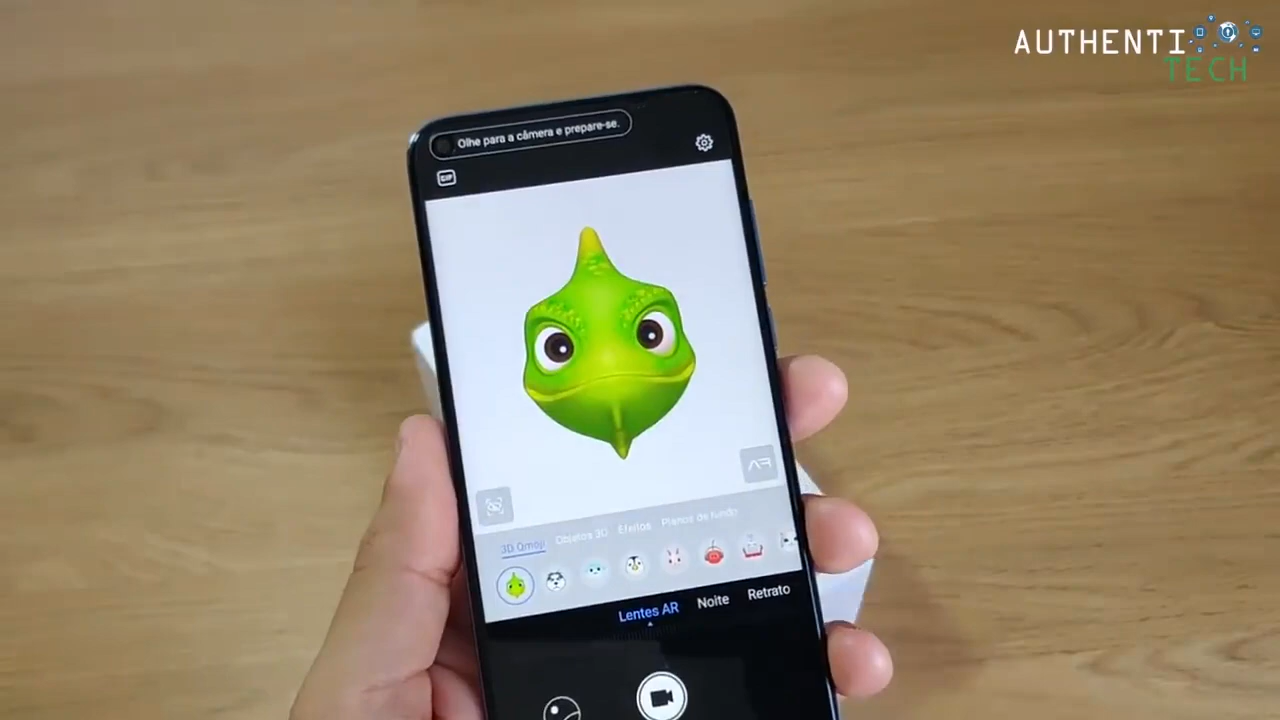 AUTHENTI
TECH
Olhe para a câmera e prepare-se.
GIF
AR
3D Qmoji Objetos 3D Efeitos Planos de fundo
Lentes AR Noite Retrato